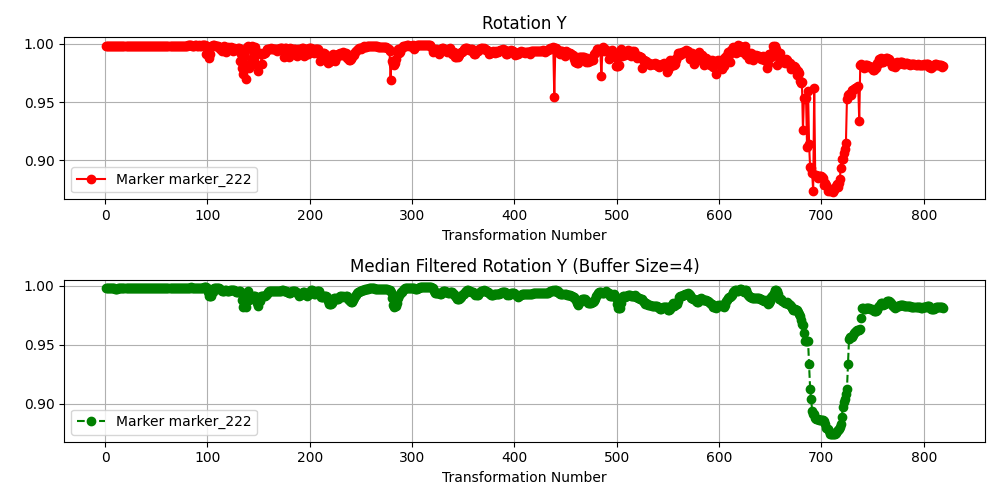 Rotation Y
1.00
0.95
0.90
Marker marker_222
0 100 200 300 400 500 600 700 800
Transformation Number
Median Filtered Rotation Y (Buffer Size=4)
1.00
0.95
0.90
Marker marker_222
0 100 200 300 400 500 600 700 800
Transformation Number